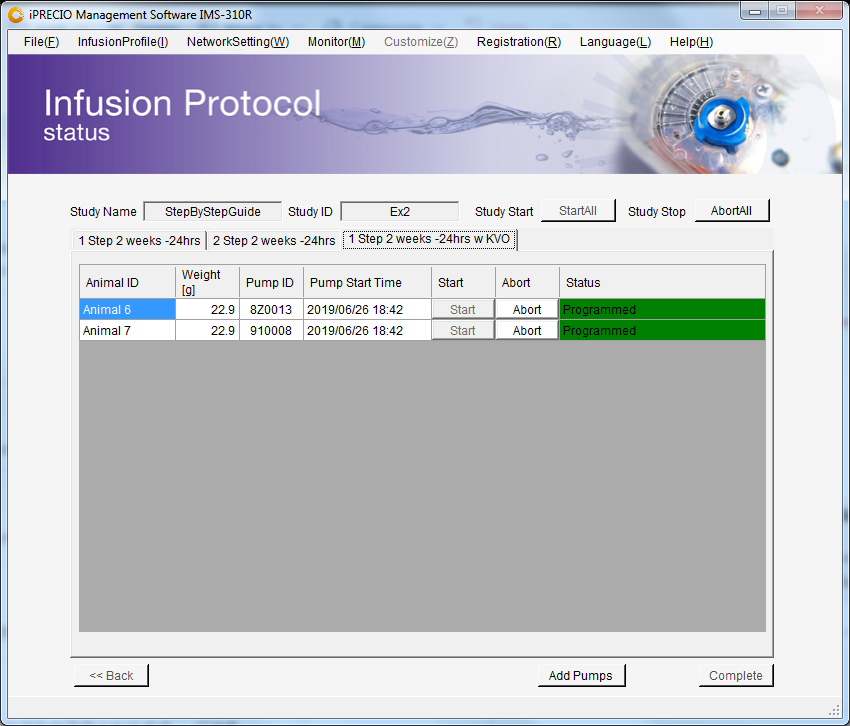 iPRECIO Management Software IMS-310R
File(F) InfusionProfile(I) NetworkSetting(W) Monitor(M) Customize(Z) Registration(R) Language(L) Help(H)
Infusion Protocol
status
Study Name StepByStepGuide Study ID Ex2 Study Start StartAll Study Stop AbortAll
1 Step 2 weeks -24hrs 2 Step 2 weeks -24hrs 1 Step 2 weeks -24hrs w KVO
Animal ID Weight [g] Pump ID Pump Start Time Start Abort Status
Animal 6 22.9 8Z0013 2019/06/26 18:42 Start Abort Programmed
Animal 7 22.9 910008 2019/06/26 18:42 Start Abort Programmed
<< Back Add Pumps Complete